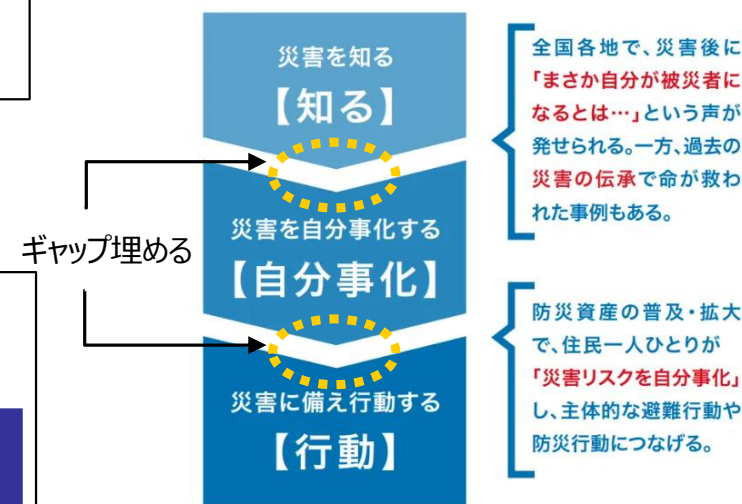 災害を知る
【知る】
災害を自分事化する
【自分事化】
災害に備え行動する
【行動】
ギャップ埋める
全国各地で、災害後に
「まさか自分が被災者に
なるとは…」という声が
発せられる。一方、過去の
災害の伝承で命が救わ
れた事例もある。
防災資産の普及・拡大
で、住民一人ひとりが
「災害リスクを自分事化」
し、主体的な避難行動や
防災行動につなげる。